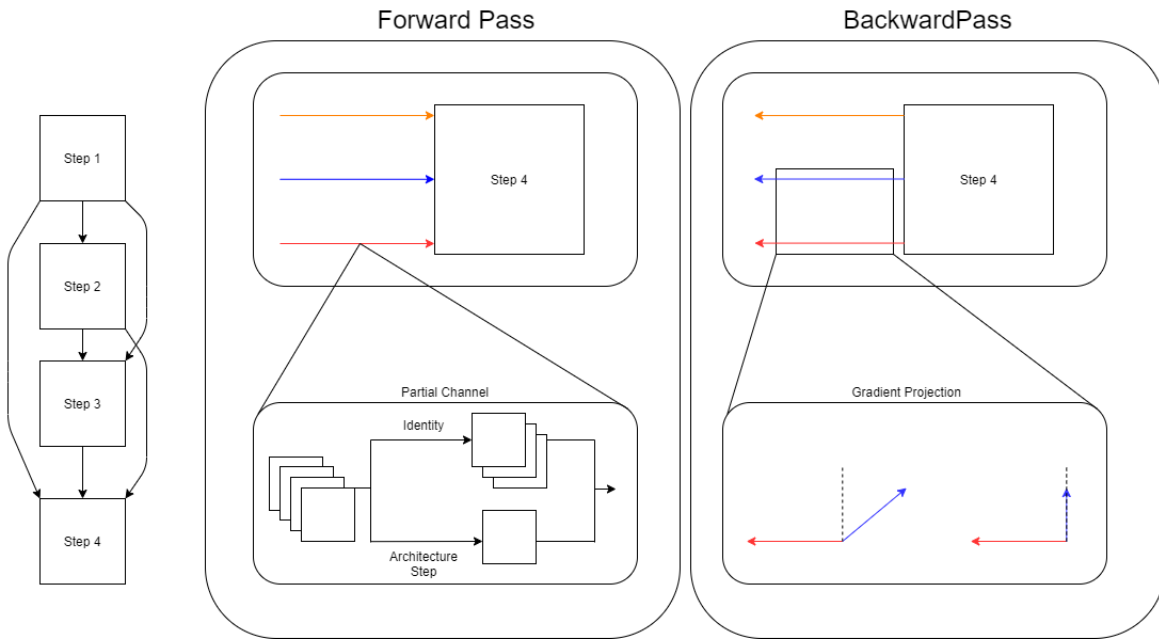 Forward Pass
BackwardPass
Step 1
Step 2
Step 3
Step 4
Step 4
Partial Channel
Identity
Architecture
Step
Step 4
Gradient Projection